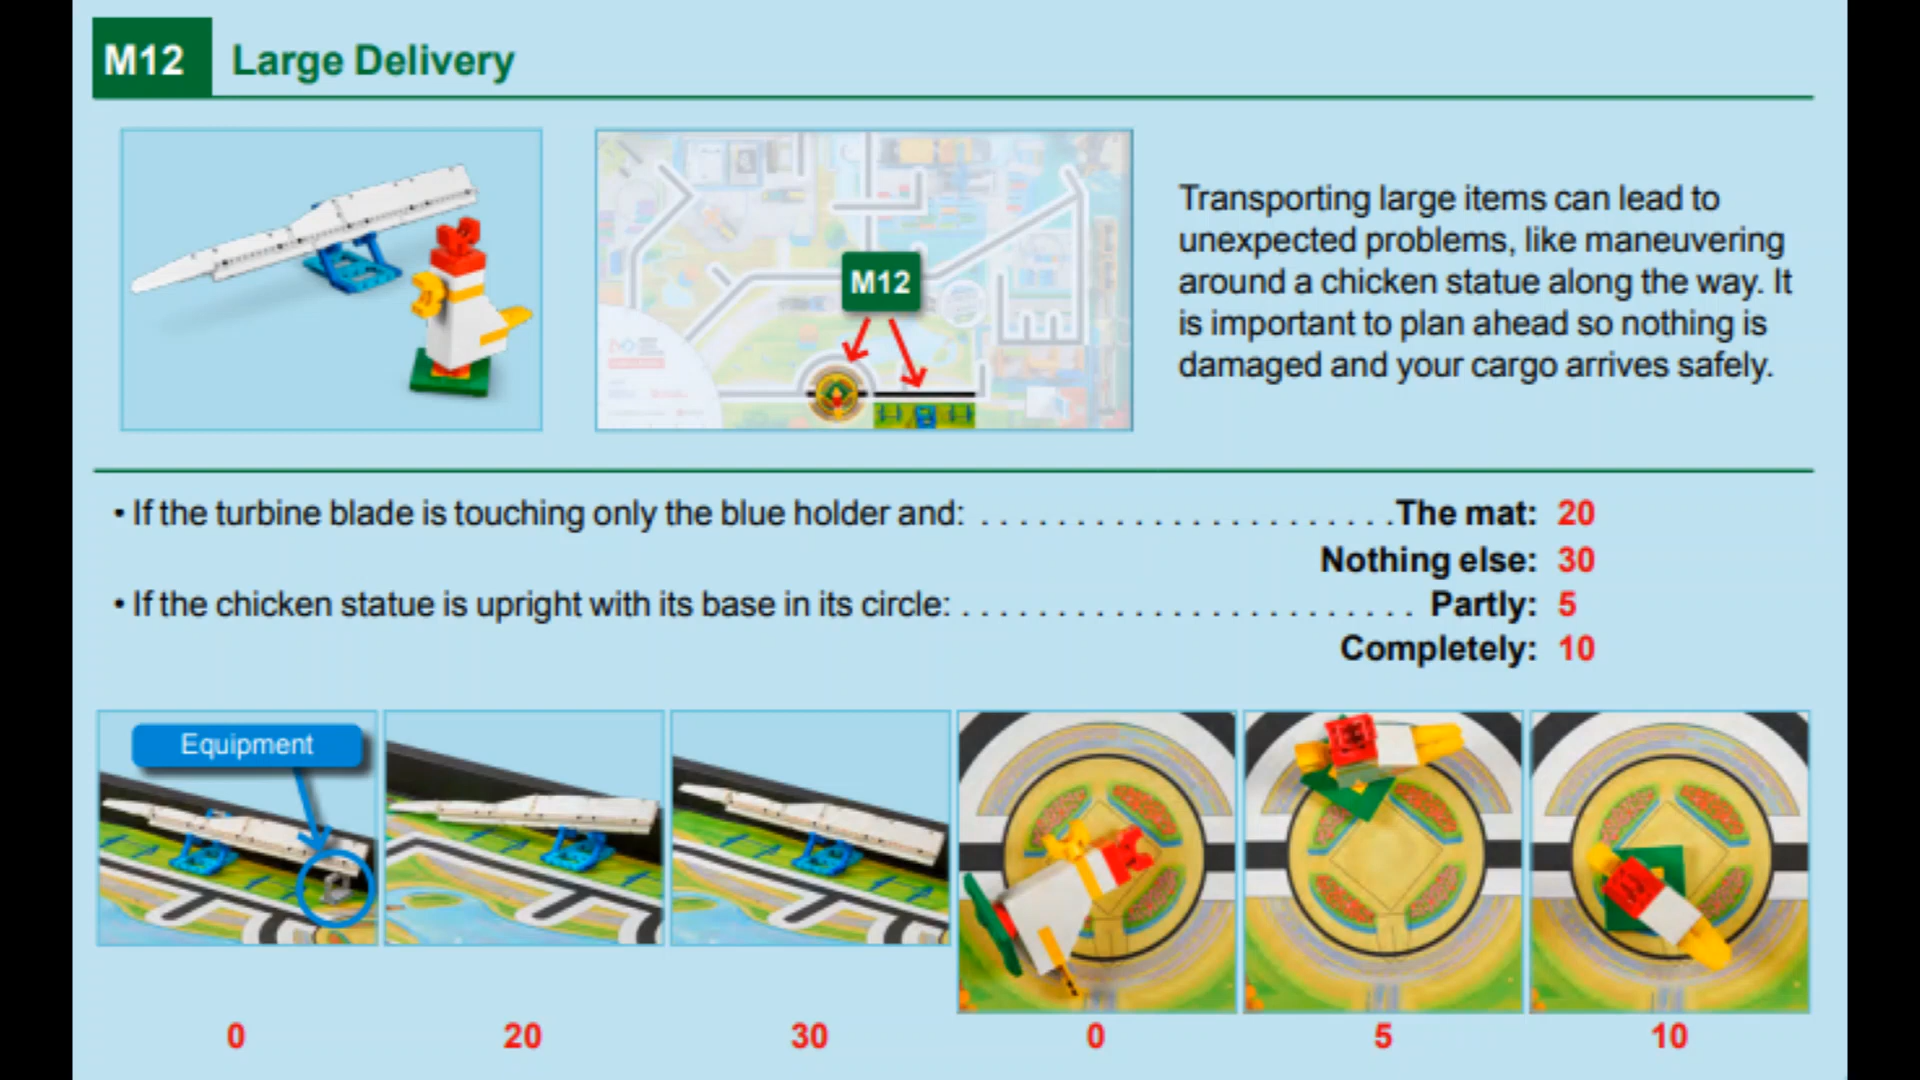 M12 Large Delivery
M12
Transporting large items can lead to
unexpected problems, like maneuvering
around a chicken statue along the way. It
is important to plan ahead so nothing is
damaged and your cargo arrives safely.
• If the turbine blade is touching only the blue holder and: . . . . . . . . . . . . . . . . . . . . . . The mat: 20
Nothing else: 30
• If the chicken statue is upright with its base in its circle: . . . . . . . . . . . . . . . . . . . . . . . . Partly: 5
Completely: 10
Equipment
0 20 30 0 5 10